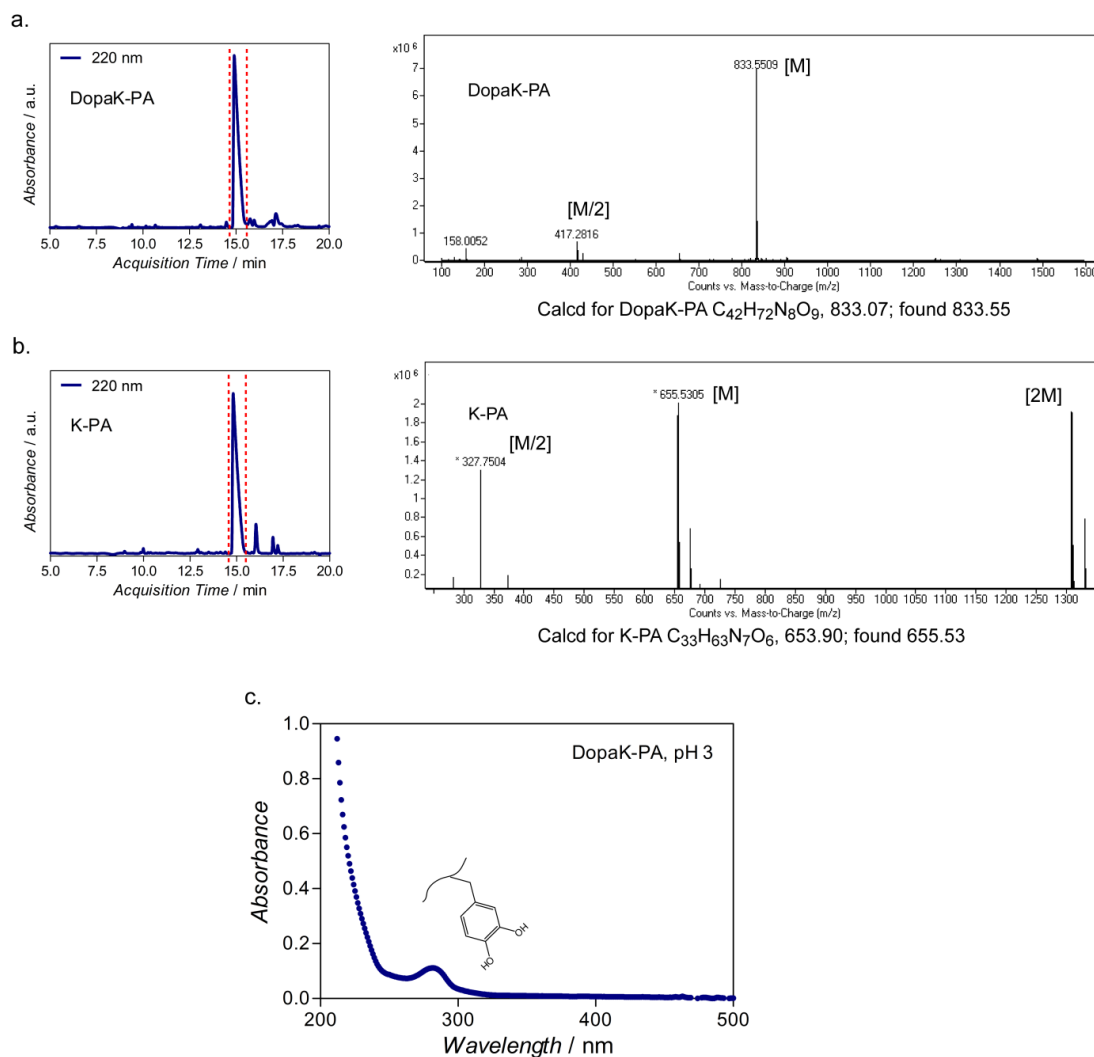 a.
220 nm
DopaK-PA
Absorbance / a.u.
5.0 7.5 10.0 12.5 15.0 17.5 20.0
Acquisition Time / min
x10 6
7
6
5
4
3
2
1
0
DopaK-PA
833.5509 [M]
[M/2]
158.0052
417.2816
100 200 300 400 500 600 700 800 900 1000 1100 1200 1300 1400 1500 1600
Counts vs. Mass-to-Charge (m/z)
Calcd for DopaK-PA C42H72N8O9, 833.07; found 833.55
b.
220 nm
K-PA
Absorbance / a.u.
5.0 7.5 10.0 12.5 15.0 17.5 20.0
Acquisition Time / min
x10 6
2
1.8
1.6
1.4
1.2
1
0.8
0.6
0.4
0.2
K-PA
* 655.5305 [M]
[2M]
[M/2]
* 327.7504
300 350 400 450 500 550 600 650 700 750 800 850 900 950 1000 1050 1100 1150 1200 1250 1300
Counts vs. Mass-to-Charge (m/z)
Calcd for K-PA C33H63N7O6, 653.90; found 655.53
c.
DopaK-PA, pH 3
Absorbance
1.0
0.8
0.6
0.4
0.2
0.0
OH
HO
200 300 400 500
Wavelength / nm